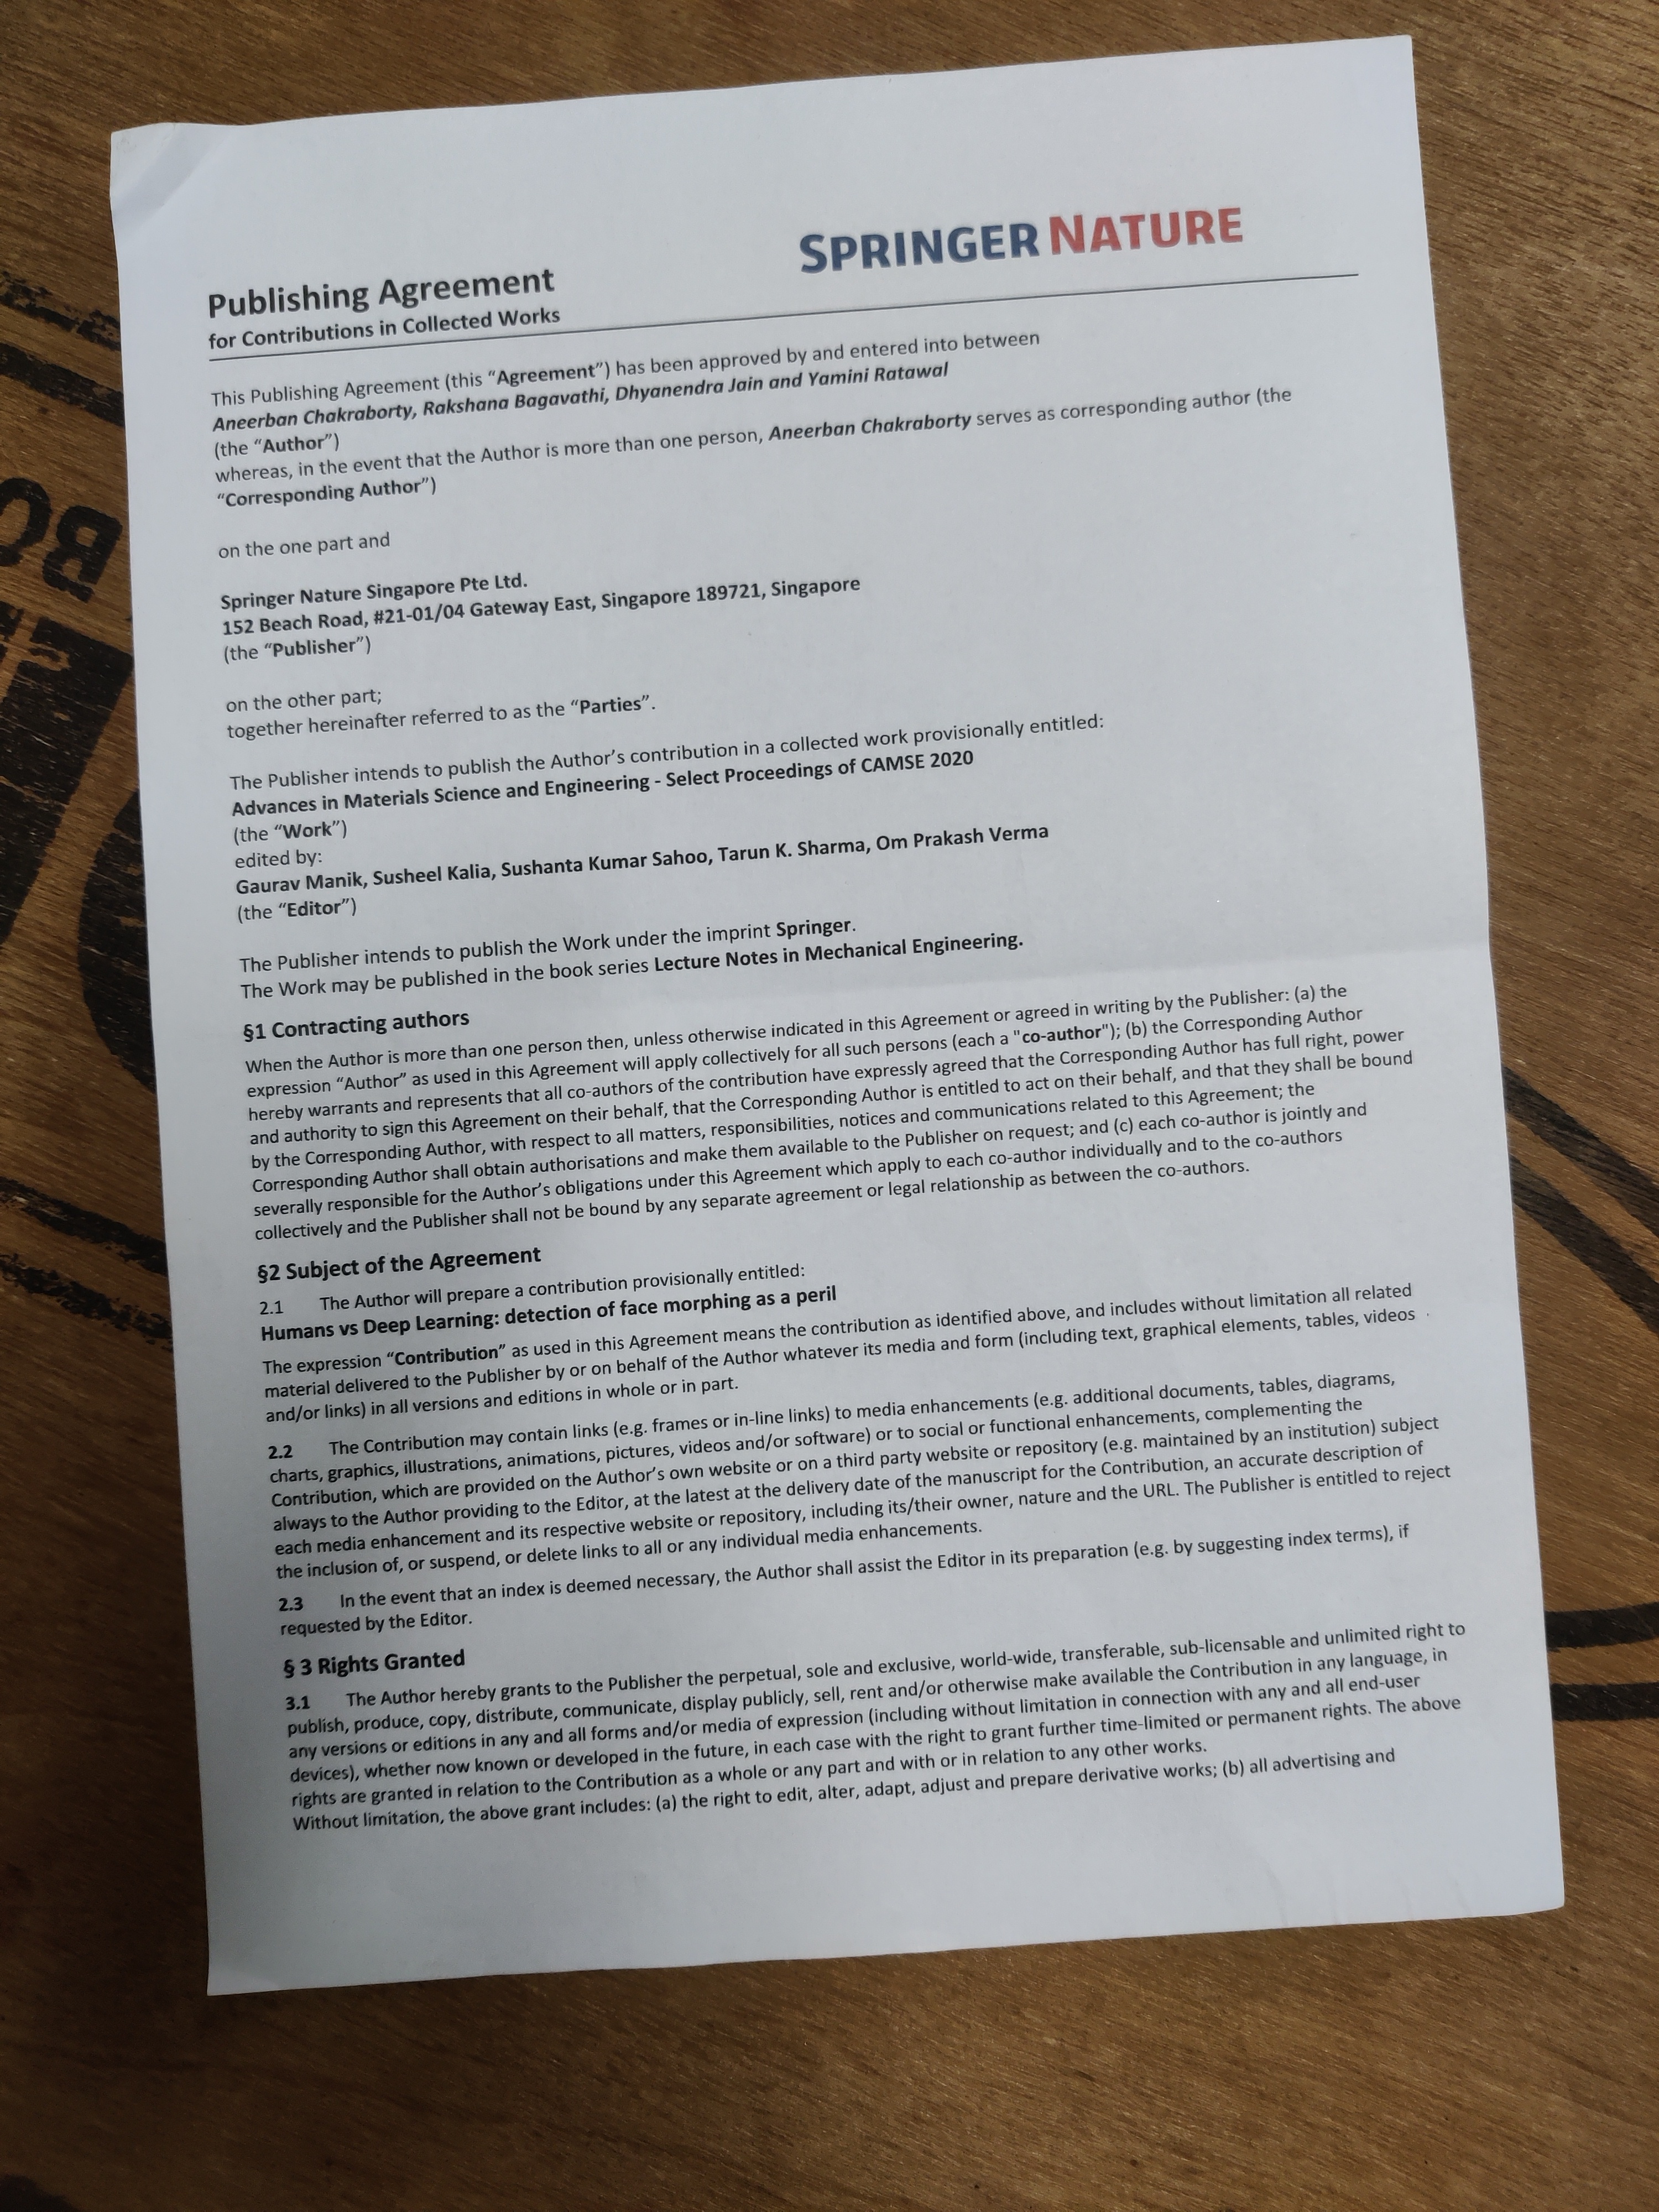 SPRINGER NATURE
Publishing Agreement
for Contributions in Collected Works
This Publishing Agreement (this “Agreement”) has been approved by and entered into between
Aneerban Chakraborty, Rakshana Bagavathi, Dhyanendra Jain and Yamini Ratawal
(the “Author”)
whereas, in the event that the Author is more than one person, Aneerban Chakraborty serves as corresponding author (the
“Corresponding Author”)
on the one part and
Springer Nature Singapore Pte Ltd.
152 Beach Road, #21-01/04 Gateway East, Singapore 189721, Singapore
(the “Publisher”)
on the other part;
together hereinafter referred to as the “Parties”.
The Publisher intends to publish the Author’s contribution in a collected work provisionally entitled:
Advances in Materials Science and Engineering - Select Proceedings of CAMSE 2020
(the “Work”)
edited by:
Gaurav Manik, Susheel Kalia, Sushanta Kumar Sahoo, Tarun K. Sharma, Om Prakash Verma
(the “Editor”)
The Publisher intends to publish the Work under the imprint Springer.
The Work may be published in the book series Lecture Notes in Mechanical Engineering.
§1 Contracting authors
When the Author is more than one person then, unless otherwise indicated in this Agreement or agreed in writing by the Publisher: (a) the
expression “Author” as used in this Agreement will apply collectively for all such persons (each a "co-author"); (b) the Corresponding Author
hereby warrants and represents that all co-authors of the contribution have expressly agreed that the Corresponding Author has full right, power
and authority to sign this Agreement on their behalf, that the Corresponding Author is entitled to act on their behalf, and that they shall be bound
by the Corresponding Author, with respect to all matters, responsibilities, notices and communications related to this Agreement; the
Corresponding Author shall obtain authorisations and make them available to the Publisher on request; and (c) each co-author is jointly and
severally responsible for the Author’s obligations under this Agreement which apply to each co-author individually and to the co-authors
collectively and the Publisher shall not be bound by any separate agreement or legal relationship as between the co-authors.
§2 Subject of the Agreement
2.1 The Author will prepare a contribution provisionally entitled:
Humans vs Deep Learning: detection of face morphing as a peril
The expression “Contribution” as used in this Agreement means the contribution as identified above, and includes without limitation all related
material delivered to the Publisher by or on behalf of the Author whatever its media and form (including text, graphical elements, tables, videos
and/or links) in all versions and editions in whole or in part.
2.2 The Contribution may contain links (e.g. frames or in-line links) to media enhancements (e.g. additional documents, tables, diagrams,
charts, graphics, illustrations, animations, pictures, videos and/or software) or to social or functional enhancements, complementing the
Contribution, which are provided on the Author’s own website or on a third party website or repository (e.g. maintained by an institution) subject
always to the Author providing to the Editor, at the latest at the delivery date of the manuscript for the Contribution, an accurate description of
each media enhancement and its respective website or repository, including its/their owner, nature and the URL. The Publisher is entitled to reject
the inclusion of, or suspend, or delete links to all or any individual media enhancements.
2.3 In the event that an index is deemed necessary, the Author shall assist the Editor in its preparation (e.g. by suggesting index terms), if
requested by the Editor.
§ 3 Rights Granted
3.1 The Author hereby grants to the Publisher the perpetual, sole and exclusive, world-wide, transferable, sub-licensable and unlimited right to
publish, produce, copy, distribute, communicate, display publicly, sell, rent and/or otherwise make available the Contribution in any language, in
any versions or editions in any and all forms and/or media of expression (including without limitation in connection with any and all end-user
devices), whether now known or developed in the future, in each case with the right to grant further time-limited or permanent rights. The above
rights are granted in relation to the Contribution as a whole or any part and with or in relation to any other works.
Without limitation, the above grant includes: (a) the right to edit, alter, adapt, adjust and prepare derivative works; (b) all advertising and